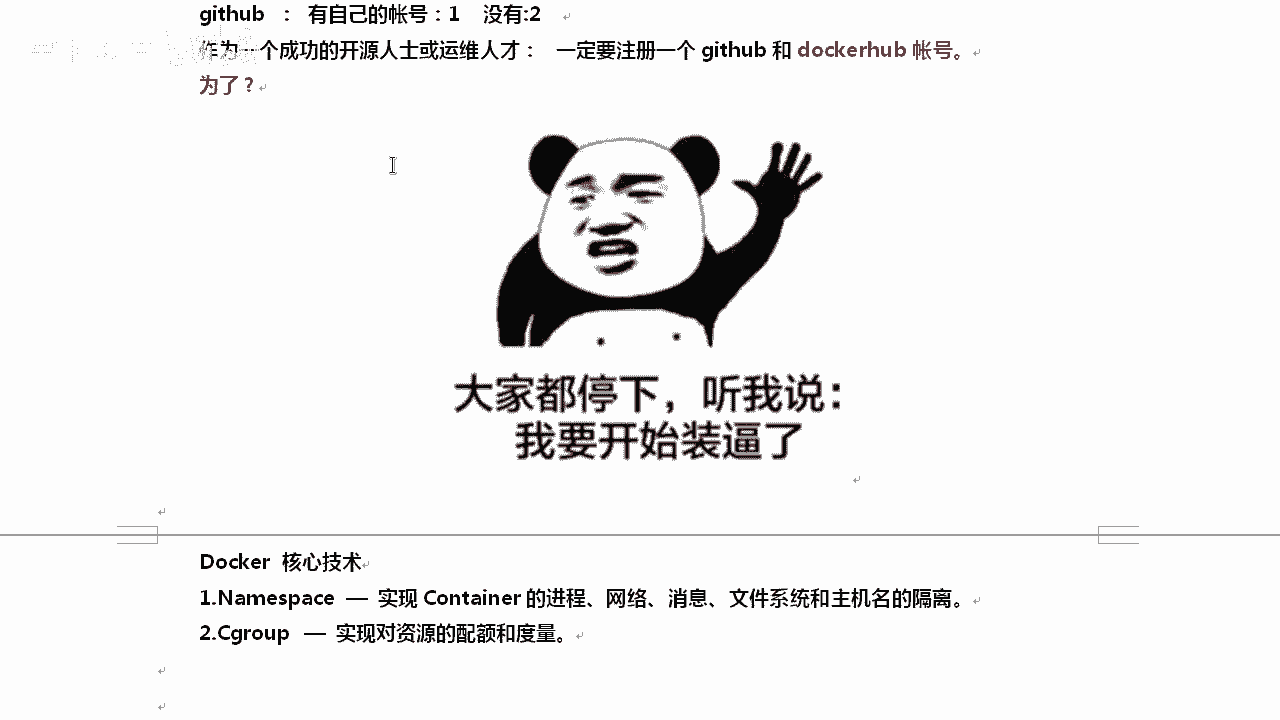 github ： 有自己的帐号：1 没有:2
作为一个成功的开源人士或运维人才： 一定要注册一个 github 和 dockerhub 帐号。
为了？
大家都停下，听我说：
我要开始装逼了
Docker 核心技术
1.Namespace — 实现 Container 的进程、网络、消息、文件系统和主机名的隔离。
2.Cgroup — 实现对资源的配额和度量。